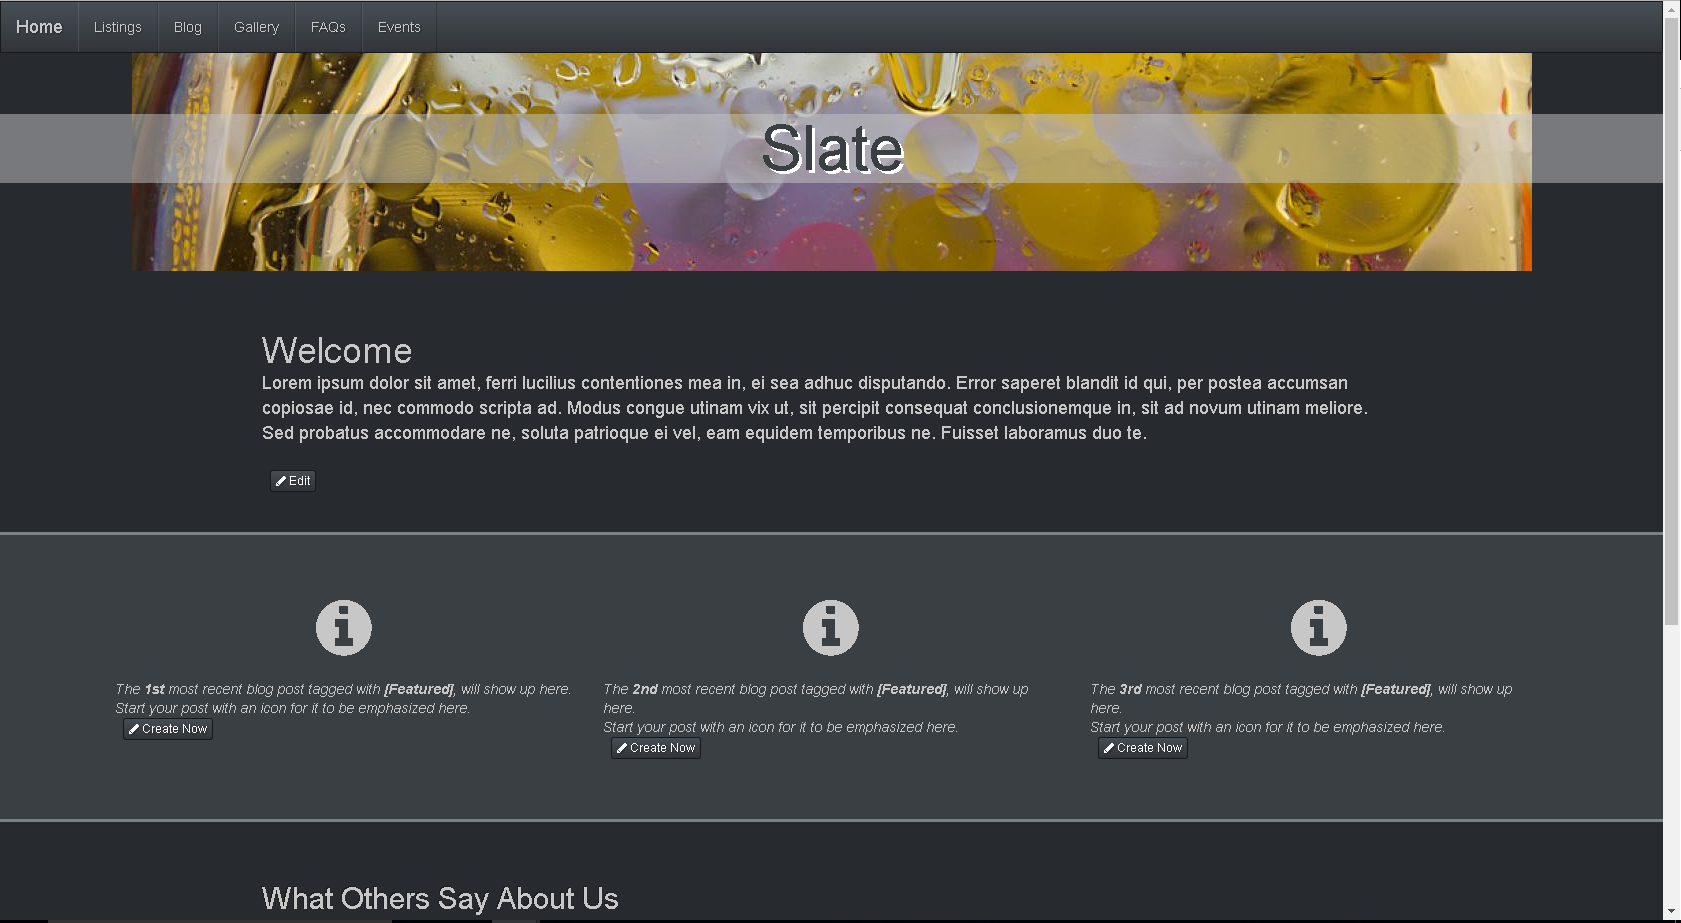 Home Listings Blog Gallery FAQs Events
Slate
Welcome
Lorem ipsum dolor sit amet, ferri lucilius contentiones mea in, ei sea adhuc disputando. Error saperet blandit id qui, per postea accumsan
copiosae id, nec commodo scripta ad. Modus congue utinam vix ut, sit percipit consequat conclusionemque in, sit ad novum utinam meliore.
Sed probatus accommodare ne, soluta patrioque ei vel, eam equidem temporibus ne. Fuisset laboramus duo te.
Edit
The 1st most recent blog post tagged with [Featured], will show up here.
Start your post with an icon for it to be emphasized here.
Create Now
The 2nd most recent blog post tagged with [Featured], will show up
here.
Start your post with an icon for it to be emphasized here.
Create Now
The 3rd most recent blog post tagged with [Featured], will show up
here.
Start your post with an icon for it to be emphasized here.
Create Now
What Others Say About Us